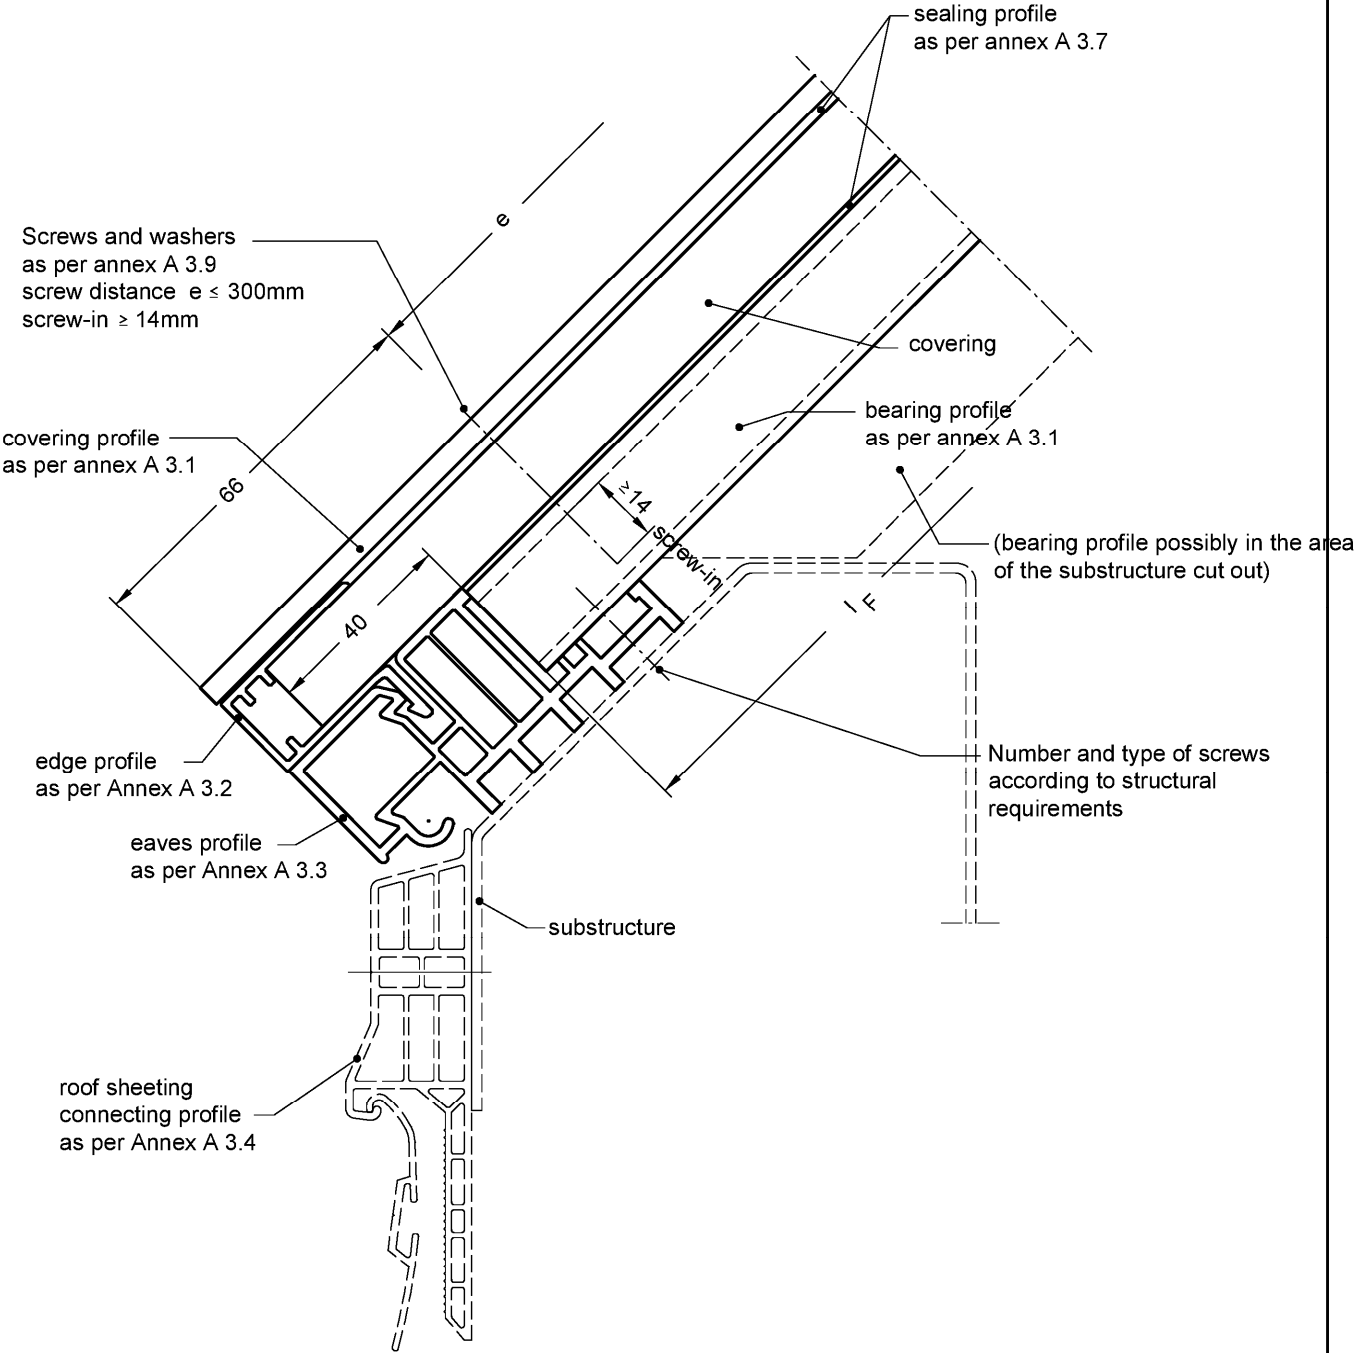 sealing profile
as per annex A 3.7
e
Screws and washers
as per annex A 3.9
screw distance e ≤ 300mm
screw-in ≥ 14mm
covering
bearing profile
as per annex A 3.1
covering profile
as per annex A 3.1
66
≥14
screw-in
(bearing profile possibly in the area
of the substructure cut out)
l F
40
edge profile
as per Annex A 3.2
Number and type of screws
according to structural
requirements
eaves profile
as per Annex A 3.3
substructure
roof sheeting
connecting profile
as per Annex A 3.4